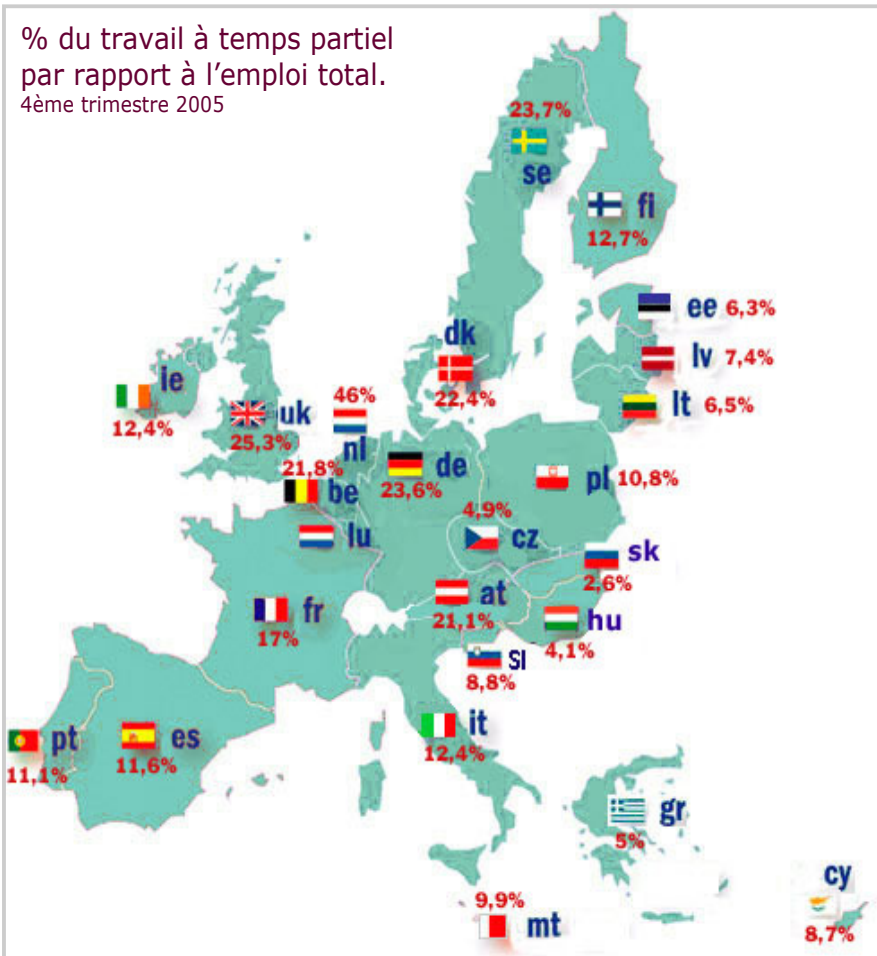 % du travail à temps partiel
par rapport à l'emploi total.
4ème trimestre 2005
23,7%
se
fi
12,7%
ee 6,3%
lv 7,4%
lt 6,5%
dk
22,4%
ie
12,4%
uk
25,3%
46%
nl
de
23,6%
21,8%
be
lu
pl 10,8%
4,9%
cz
sk
2,6%
at
21,1%
hu
4,1%
fr
17%
SI
8,8%
pt
11,1%
es
11,6%
it
12,4%
gr
5%
cy
8,7%
9,9%
mt